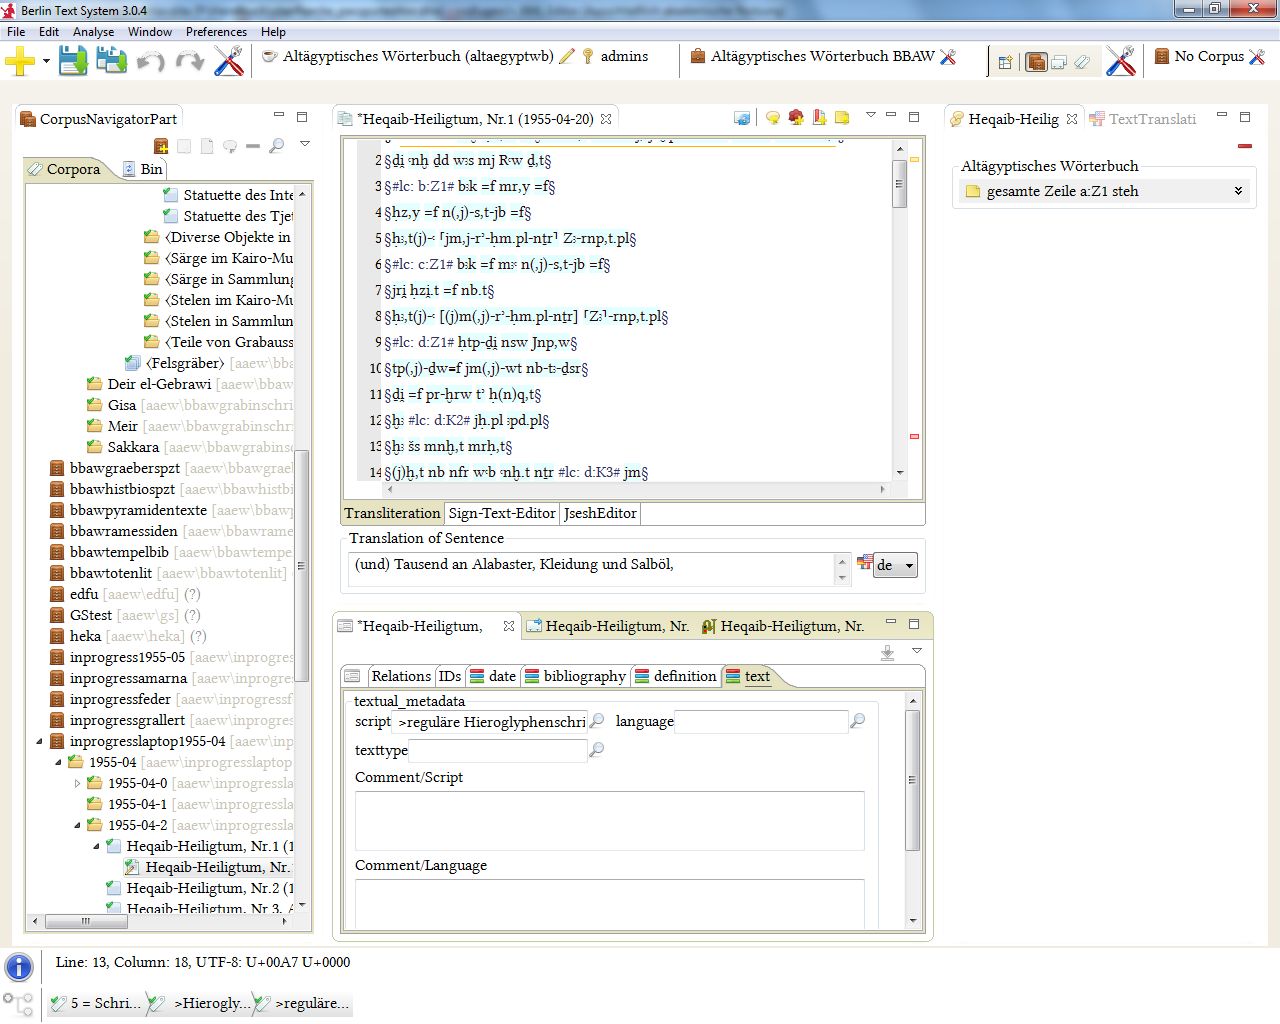 Berlin Text System 3.0.4
File Edit Analyse Window Preferences Help
Altägyptisches Wörterbuch (altaegyptwb) admins Altägyptisches Wörterbuch BBAW No Corpus
CorpusNavigatorPart
Corpora Bin
Statuette des Inte
Statuette des Tjet
〈Diverse Objekte in
〈Särge im Kairo-Mu
〈Särge in Sammlung
〈Stelen im Kairo-Mu
〈Stelen in Sammlun
〈Teile von Grabauss
〈Felsgräber〉 [aaew\bba
Deir el-Gebrawi [aaew\bbaw
Gisa [aaew\bbawgrabinschri
Meir [aaew\bbawgrabinschri
Sakkara [aaew\bbawgrabins
bbawgraeberspzt [aaew\bbawgrae
bbawhistbiospzt [aaew\bbawhistbi
bbawpyramidentexte [aaew\bbawp
bbawramessiden [aaew\bbawrame
bbawtempelbib [aaew\bbawtempe
bbawtotenlit [aaew\bbawtotenlit]
edfu [aaew\edfu] (?)
GStest [aaew\gs] (?)
heka [aaew\heka] (?)
inprogress1955-05 [aaew\inprogres
inprogressamarna [aaew\inprogress
inprogressfeder [aaew\inprogressf
inprogressgrallert [aaew\inprogress
inprogresslaptop1955-04 [aaew\inp
1955-04 [aaew\inprogresslaptop
1955-04-0 [aaew\inprogressla
1955-04-1 [aaew\inprogressla
1955-04-2 [aaew\inprogressla
Heqaib-Heiligtum, Nr.1 (1
Heqaib-Heiligtum, Nr.
Heqaib-Heiligtum, Nr.2 (1
Heqaib-Heiligtum, Nr.3, A
*Heqaib-Heiligtum, Nr.1 (1955-04-20)
2 §ḏi̯ ꜥnḫ ḏd wꜣs mj Rꜥw ḏ,t§
3 §#lc: b:Z1# bꜣk =f mr,y =f§
4 §ḥz,y =f n(,j)-s,t-jb =f§
5 §ḥꜣ,t(j)-ꜥ ⸢jm,j-rʾ-ḥm.pl-nṯr⸣ Zꜣ-rnp,t.pl§
6 §#lc: c:Z1# bꜣk =f mꜣꜥ n(,j)-s,t-jb =f§
7 §jri̯ ḥzi̯.t =f nb.t§
8 §ḥꜣ,t(j)-ꜥ [(j)m(,j)-rʾ-ḥm.pl-nṯr] ⸢Zꜣ⸣-rnp,t.pl§
9 §#lc: d:Z1# ḥtp-ḏi̯ nsw Jnp,w§
10 §tp(,j)-ḏw=f jm(,j)-wt nb-tꜣ-ḏsr§
11 §ḏi̯ =f pr-ḫrw tʾ ḥ(n)q,t§
12 §ḫꜣ #lc: d:K2# jḥ.pl ꜣpd.pl§
13 §ḫꜣ šs mnḫ,t mrḥ,t§
14 §(j)ḫ,t nb nfr wꜥb ꜥnḫ.t nṯr #lc: d:K3# jm§
Transliteration Sign-Text-Editor JseshEditor
Translation of Sentence
(und) Tausend an Alabaster, Kleidung und Salböl,
de
*Heqaib-Heiligtum, Heqaib-Heiligtum, Nr. Heqaib-Heiligtum, Nr.
Relations IDs date bibliography definition text
textual_metadata
script >reguläre Hieroglyphenschri language
texttype
Comment/Script
Comment/Language
Heqaib-Heilig TextTranslati
Altägyptisches Wörterbuch
gesamte Zeile a:Z1 steh
Line: 13, Column: 18, UTF-8: U+00A7 U+0000
5 = Schri... >Hierogly... >reguläre...